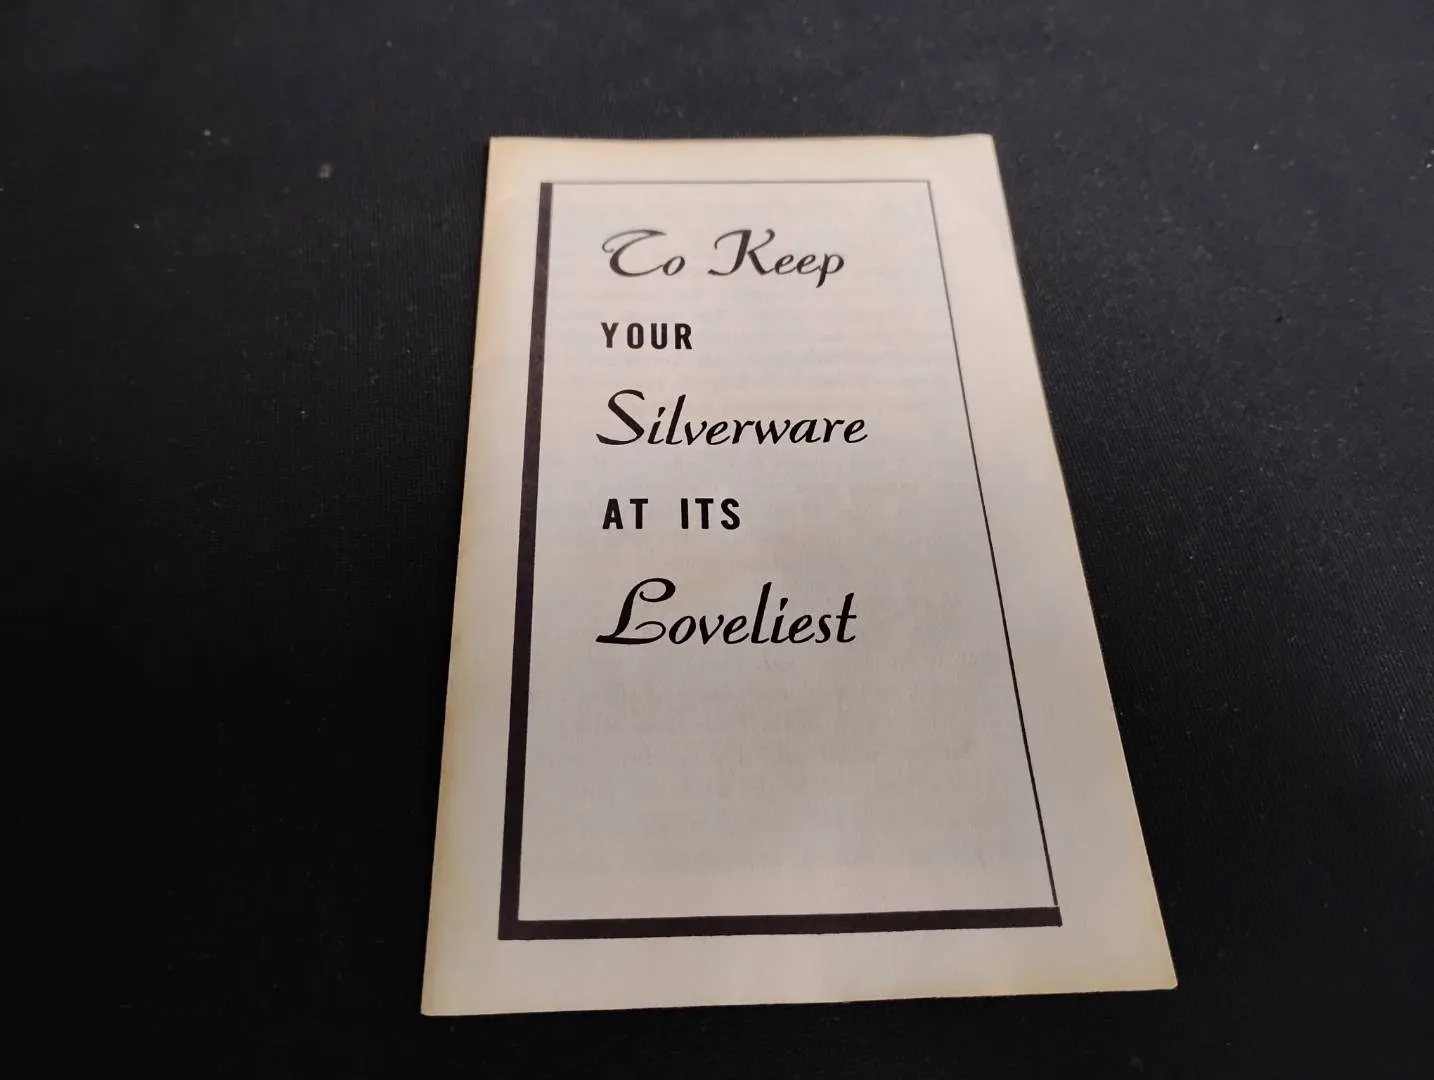 To Keep
YOUR
Silverware
AT ITS
Loveliest